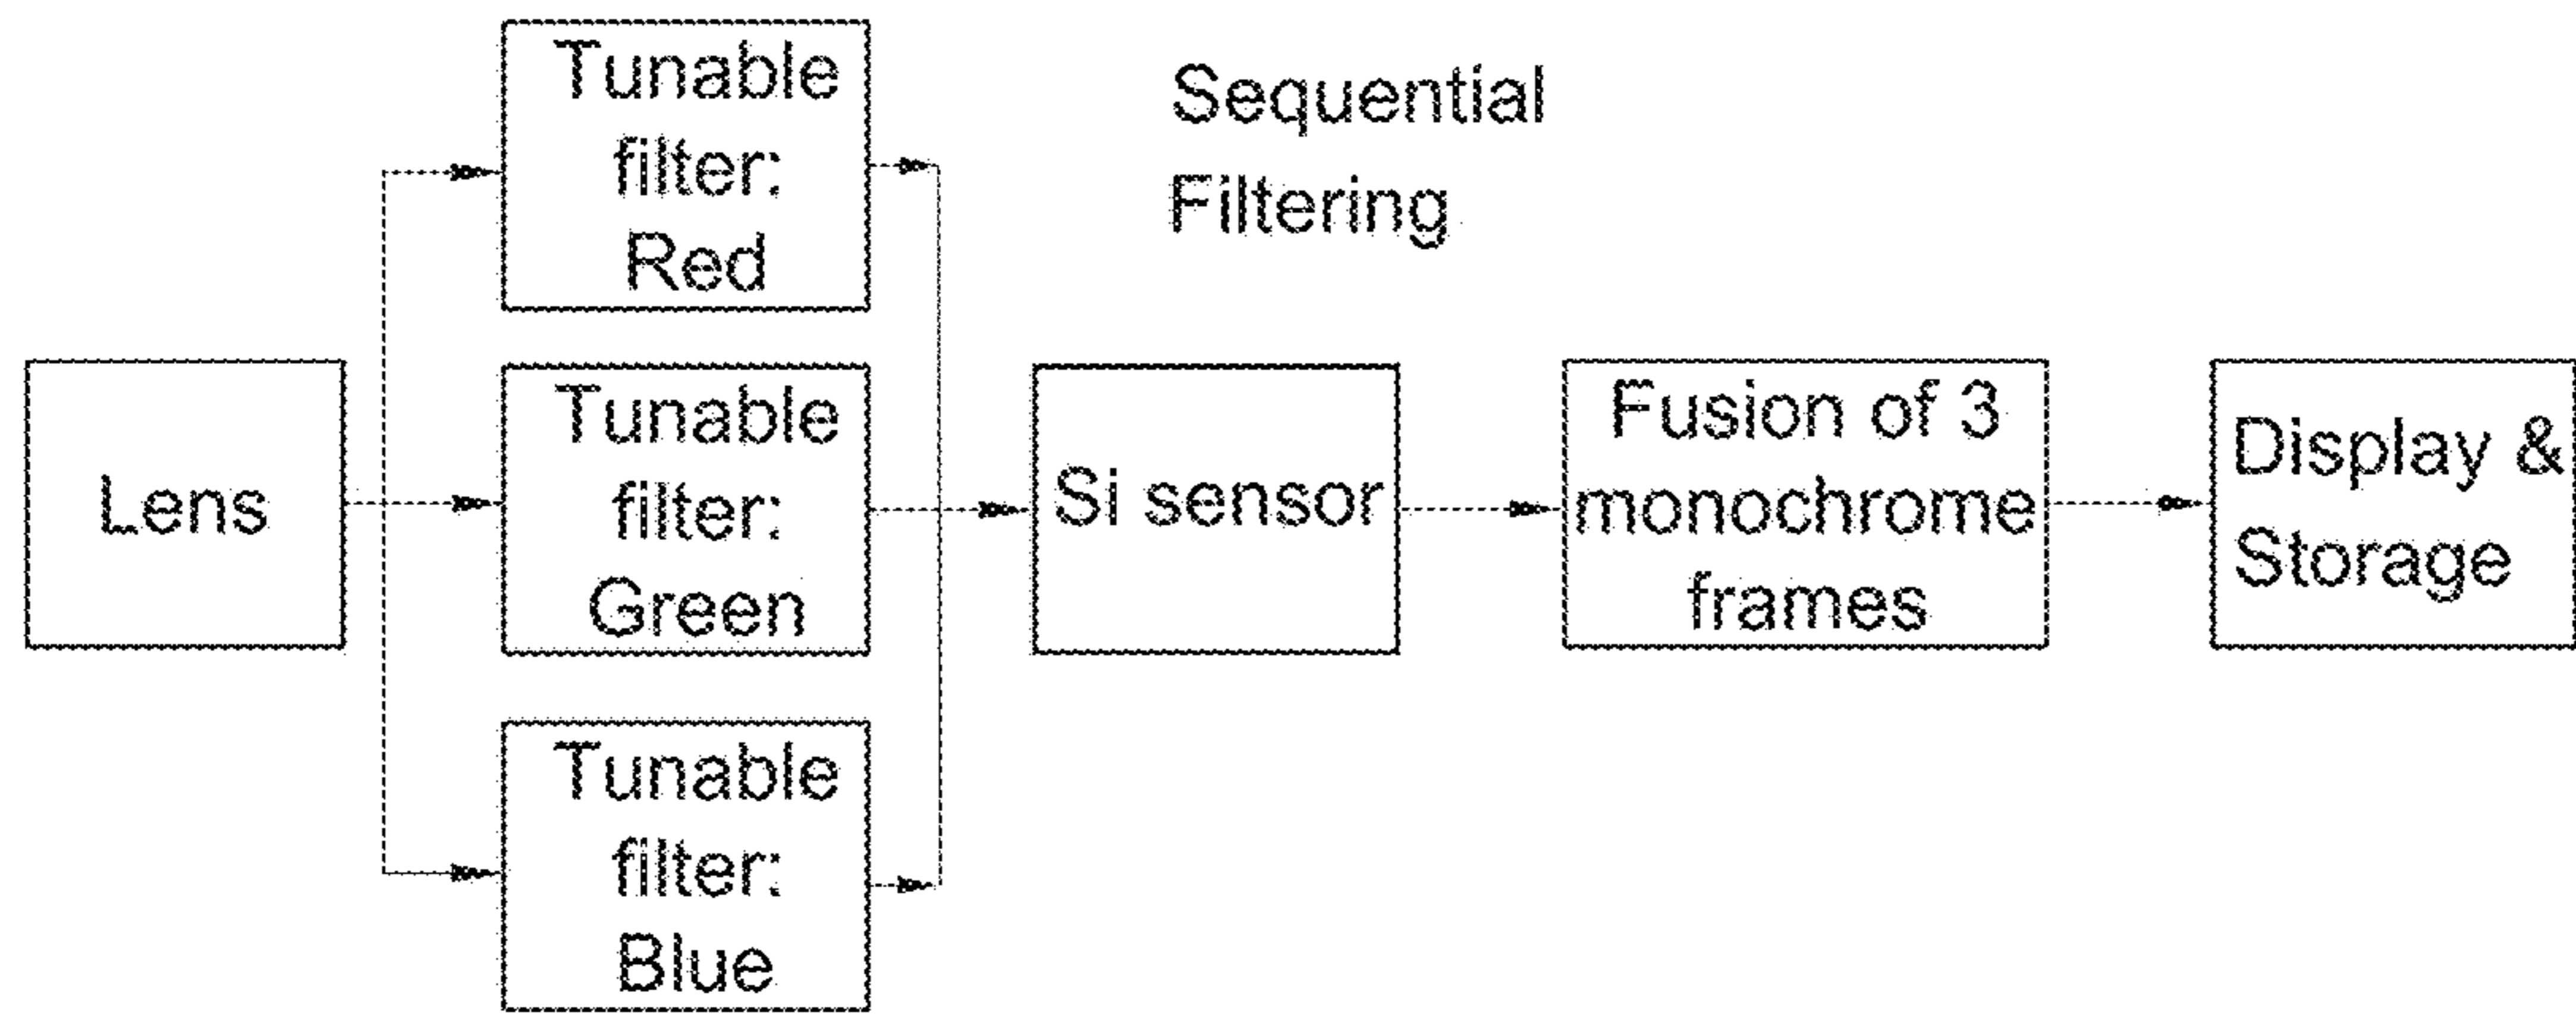 Tunable
filter:
Red
Sequential
Filtering
Lens
Tunable
filter:
Green
Si sensor
Fusion of 3
monochrome
frames
Display &
Storage
Tunable
filter:
Blue